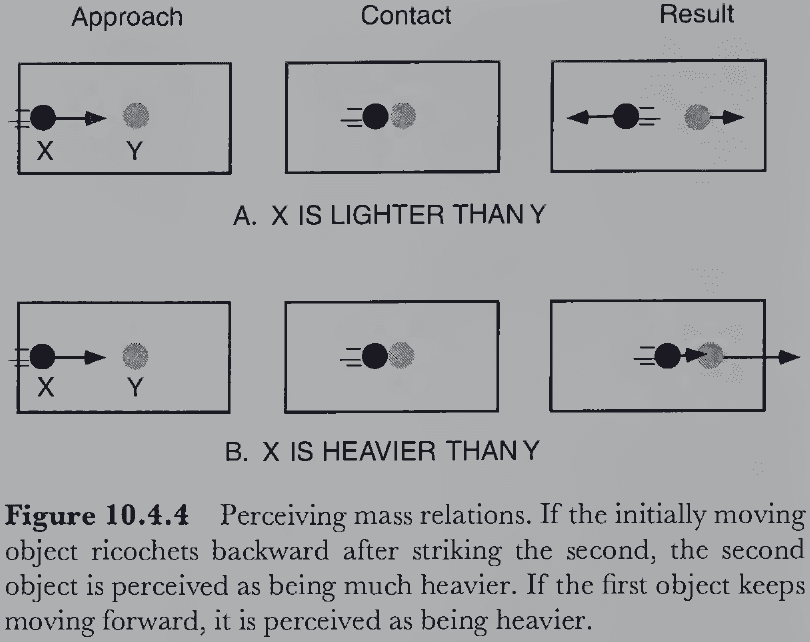 Approach Contact Result
X Y
A. X IS LIGHTER THAN Y
X Y
B. X IS HEAVIER THAN Y
Figure 10.4.4 Perceiving mass relations. If the initially moving
object ricochets backward after striking the second, the second
object is perceived as being much heavier. If the first object keeps
moving forward, it is perceived as being heavier.